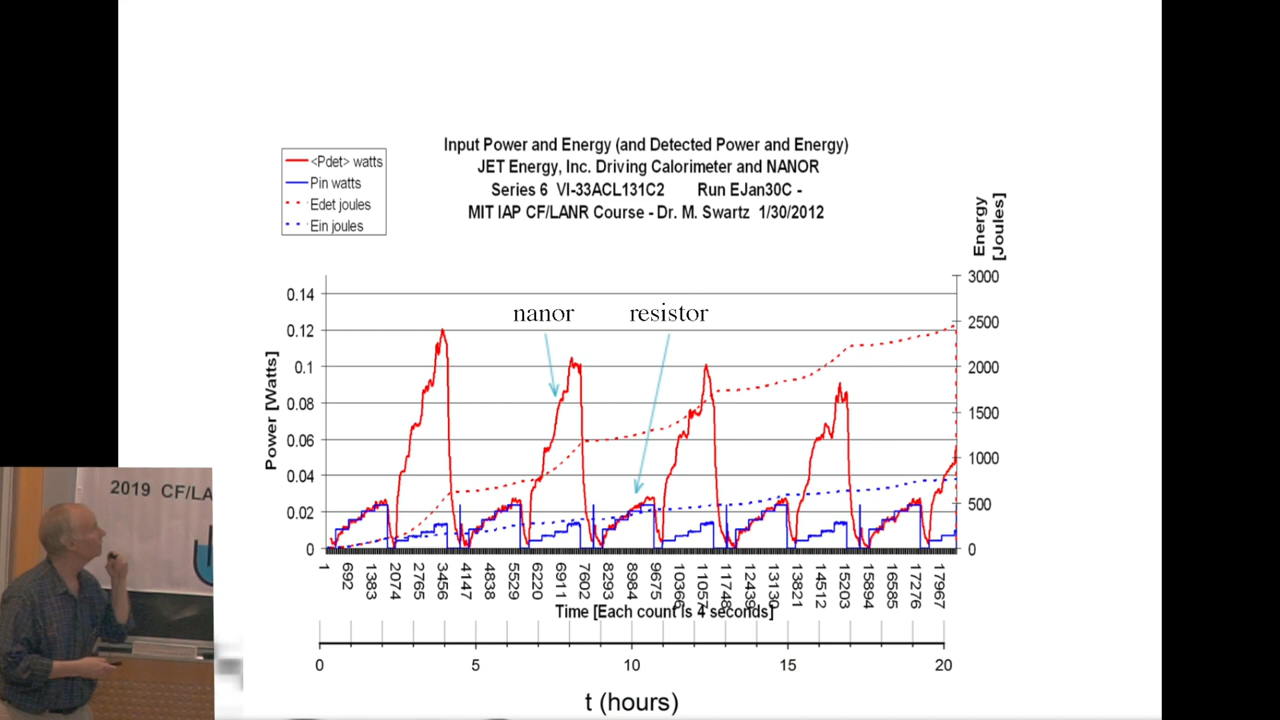 Input Power and Energy (and Detected Power and Energy)
JET Energy, Inc. Driving Calorimeter and NANOR
Series 6 VI-33ACL131C2 Run EJan30C -
MIT IAP CF/LANR Course - Dr. M. Swartz 1/30/2012
<Pdet> watts
Pin watts
Edet joules
Ein joules
Energy
[Joules]
3000
2500
2000
1500
1000
500
0
nanor
resistor
Power [Watts]
0.14
0.12
0.1
0.08
0.06
0.04
0.02
0
1 692 1383 2074 2765 3456 4147 4838 5529 6220 6911 7602 8293 8984 9675 10366 11057 11748 12439 13130 13821 14512 15203 15894 16585 17276 17967
Time [Each count is 4 seconds]
0 5 10 15 20
t (hours)
2019 CF/LA